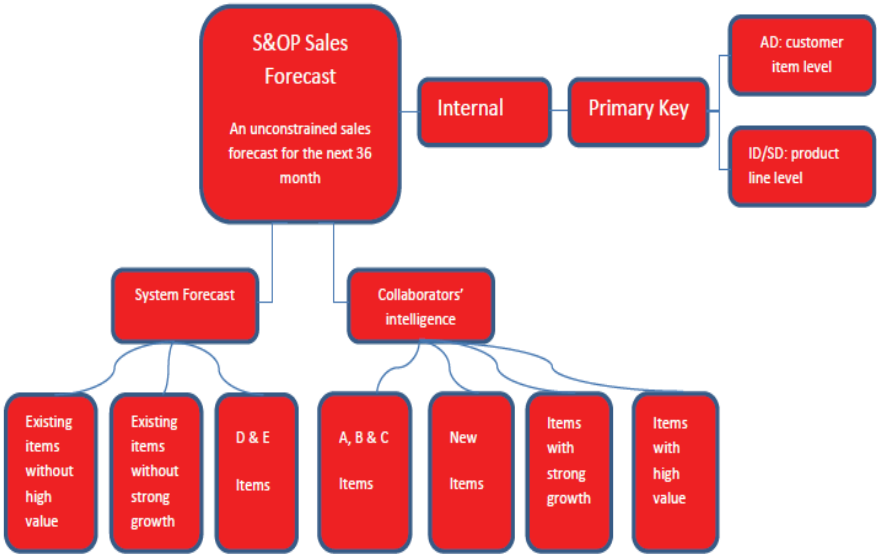 S&OP Sales
Forecast
An unconstrained sales
forecast for the next 36
month
Internal
Primary Key
AD: customer
item level
ID/SD: product
line level
System Forecast
Collaborators'
intelligence
Existing
items
without
high
value
Existing
items
without
strong
growth
D & E
Items
A, B & C
Items
New
Items
Items
with
strong
growth
Items
with
high
value